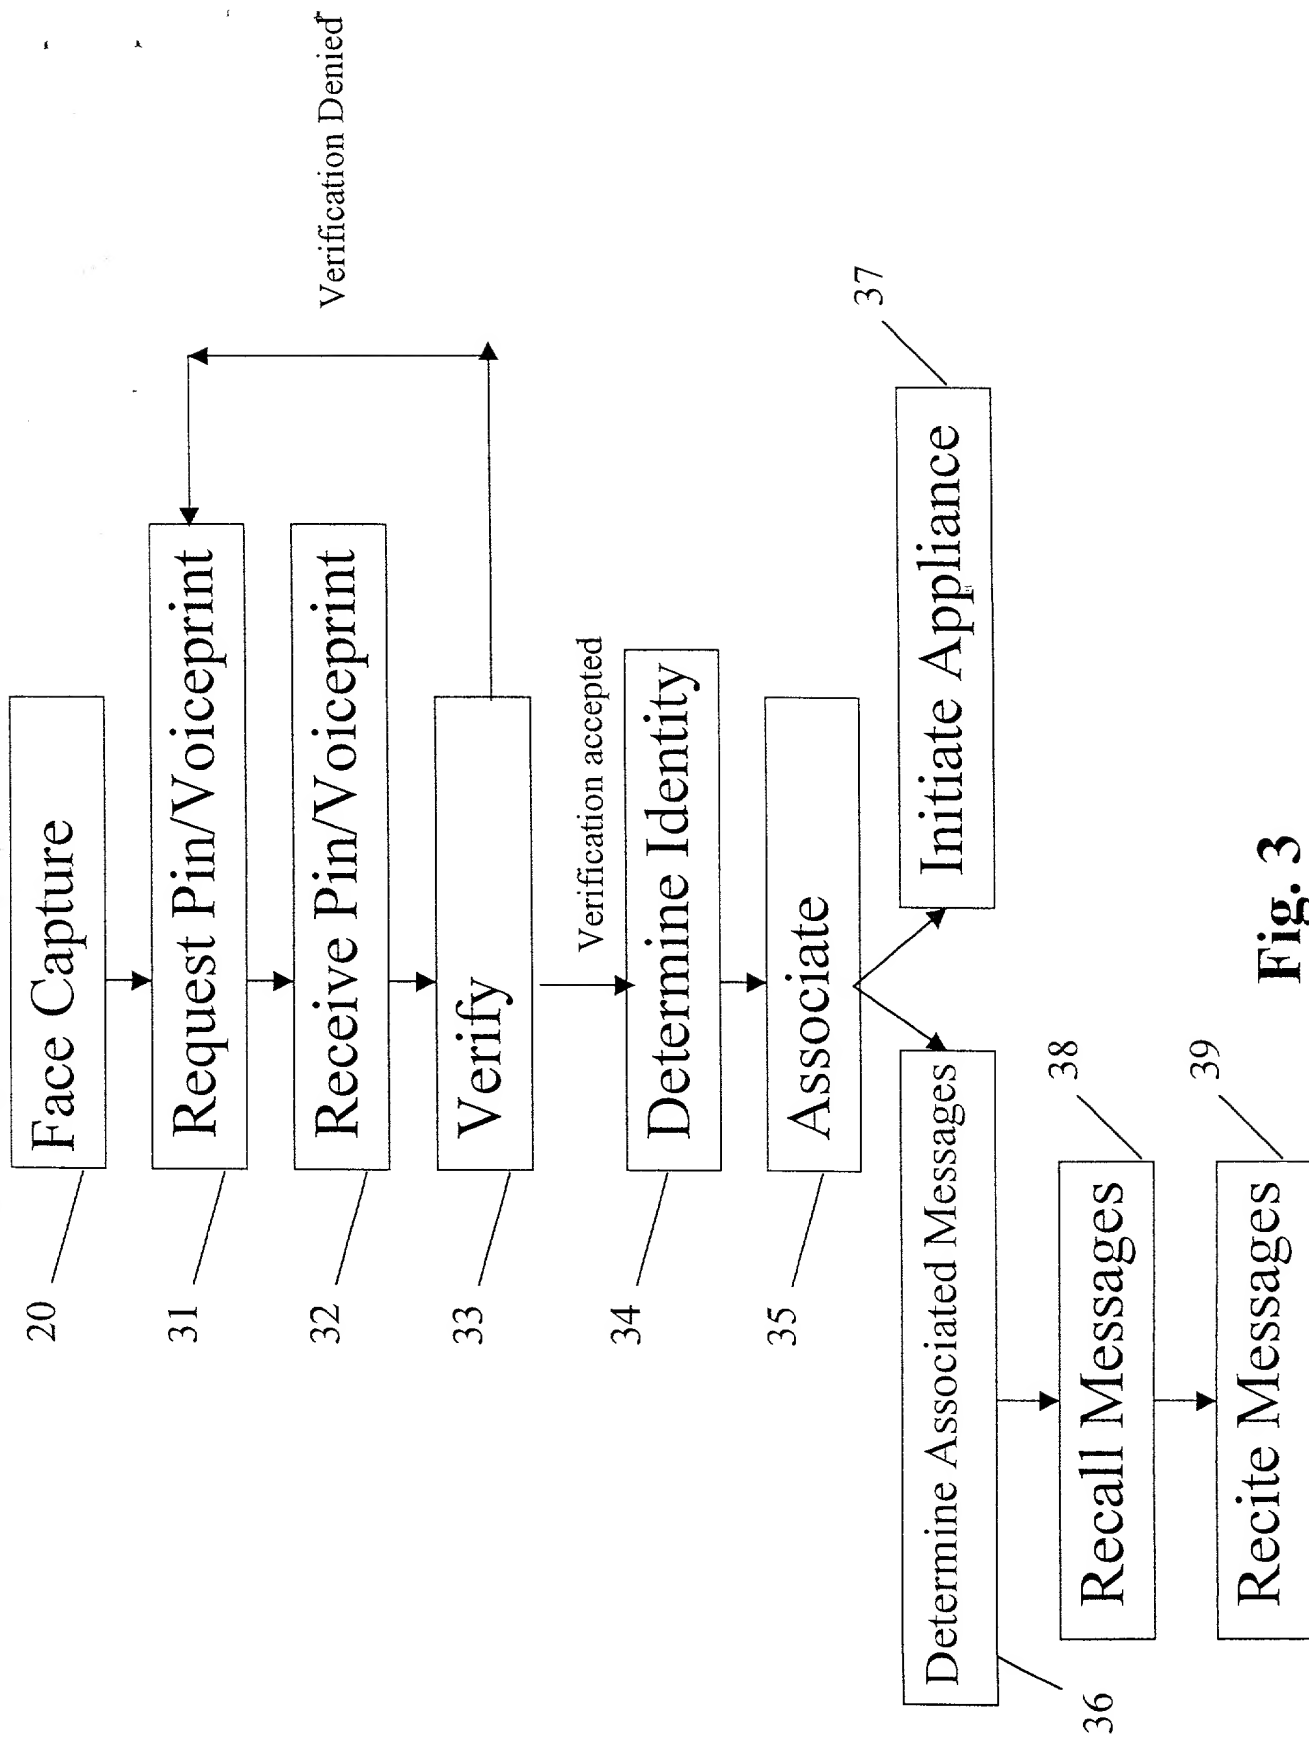 20
Face Capture
31
Request Pin/Voiceprint
32
Receive Pin/Voiceprint
Verification Denied
33
Verify
Verification accepted
34
Determine Identity
35
Associate
36
Determine Associated Messages
Initiate Appliance
37
Recall Messages
38
Recite Messages
39
Fig. 3